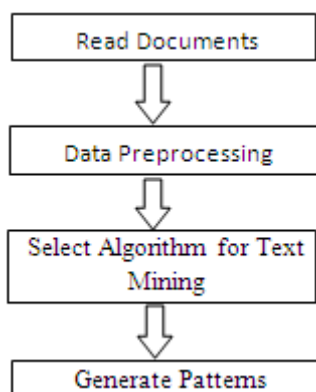 Read Documents
Data Preprocessing
Select Algorithm for Text
Mining
Generate Patterns